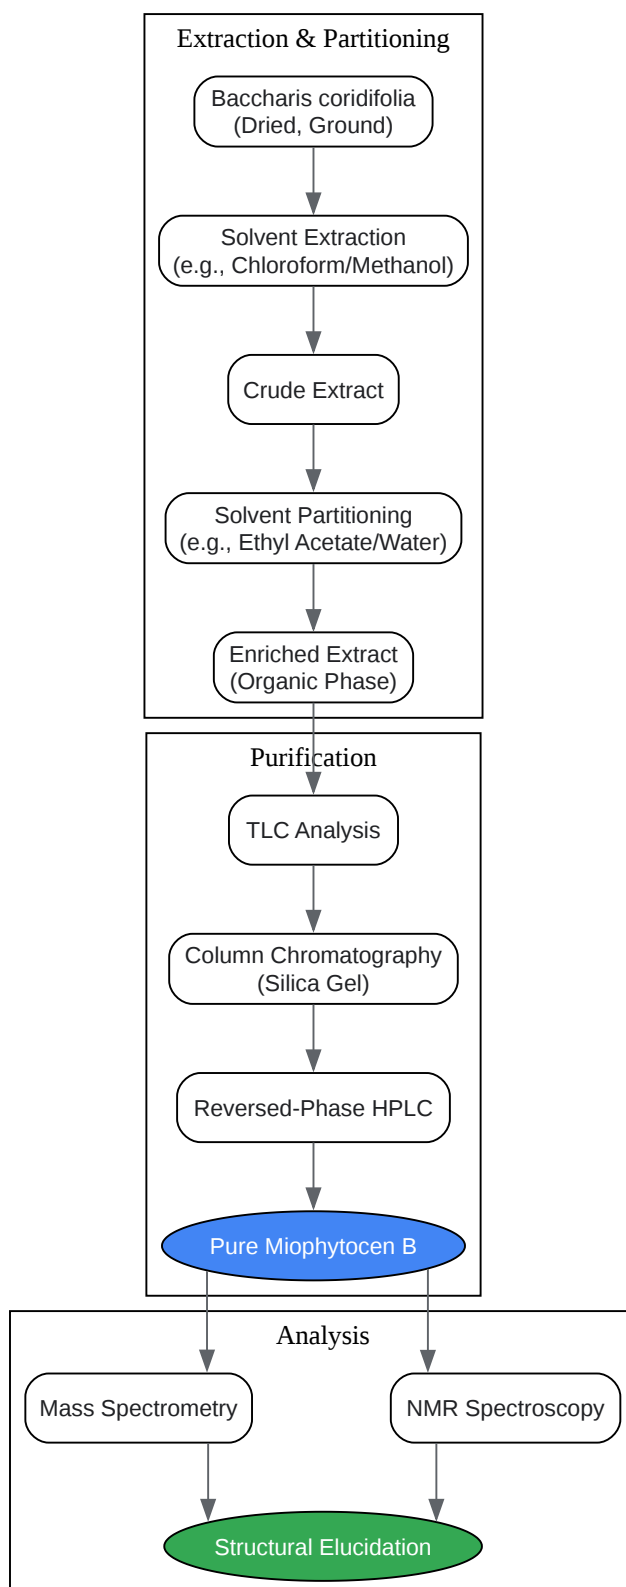 Extraction & Partitioning
Baccharis coridifolia
(Dried, Ground)
Solvent Extraction
(e.g., Chloroform/Methanol)
Crude Extract
Solvent Partitioning
(e.g., Ethyl Acetate/Water)
Enriched Extract
(Organic Phase)
Purification
TLC Analysis
Column Chromatography
(Silica Gel)
Reversed-Phase HPLC
Pure Miophytocen B
Analysis
Mass Spectrometry
NMR Spectroscopy
Structural Elucidation